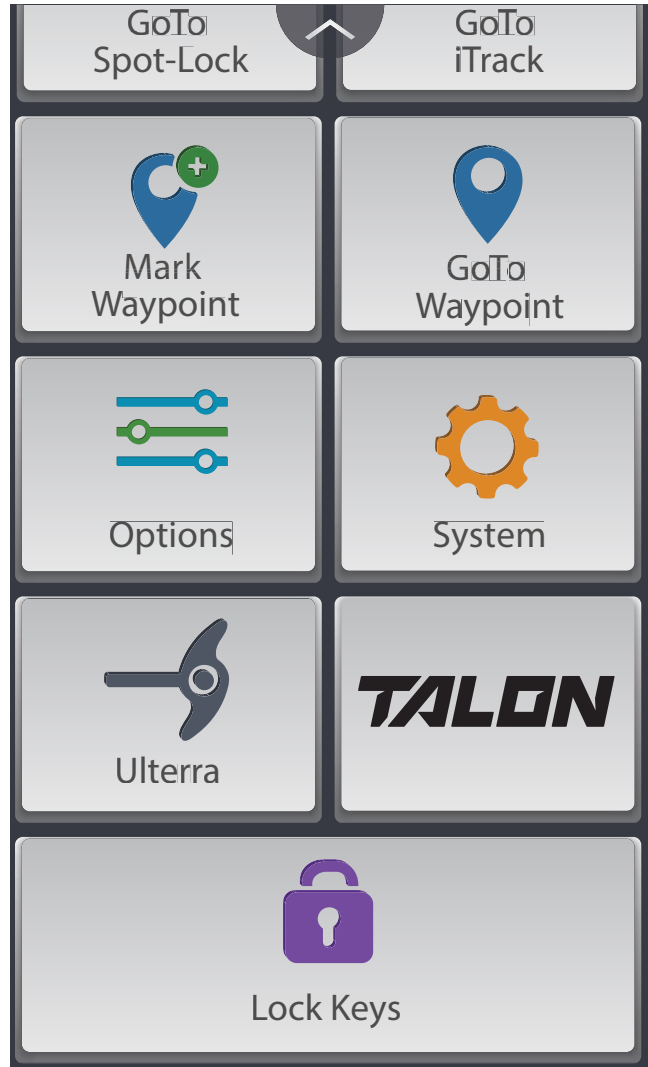 GoTo
Spot-Lock
GoTo
iTrack
Mark
Waypoint
GoTo
Waypoint
Options
System
Ulterra
TALON
Lock Keys